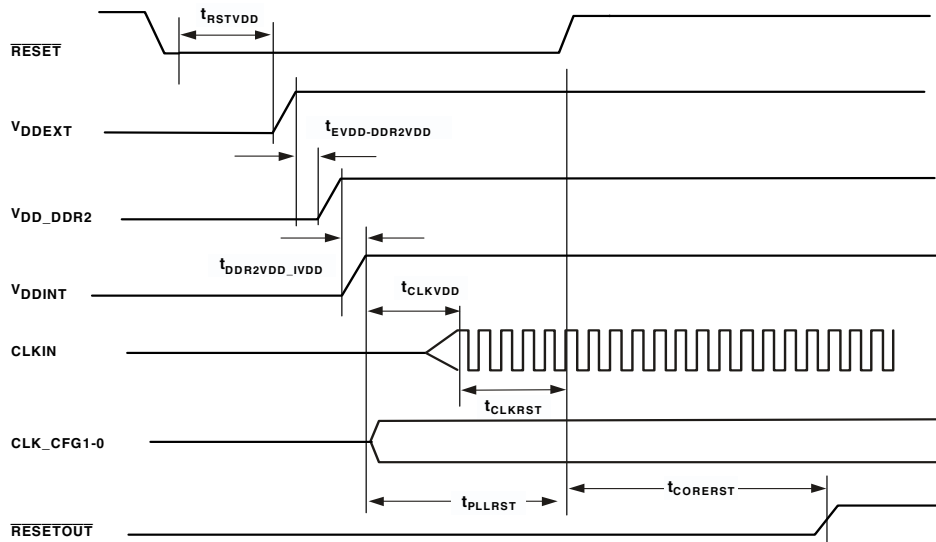 tRSTVDD
RESET
VDDEXT
tEVDD-DDR2VDD
VDD_DDR2
tDDR2VDD_IVDD
VDDINT
tCLKVDD
CLKIN
tCLKRST
CLK_CFG1-0
tPLLRST
tCORERST
RESETOUT